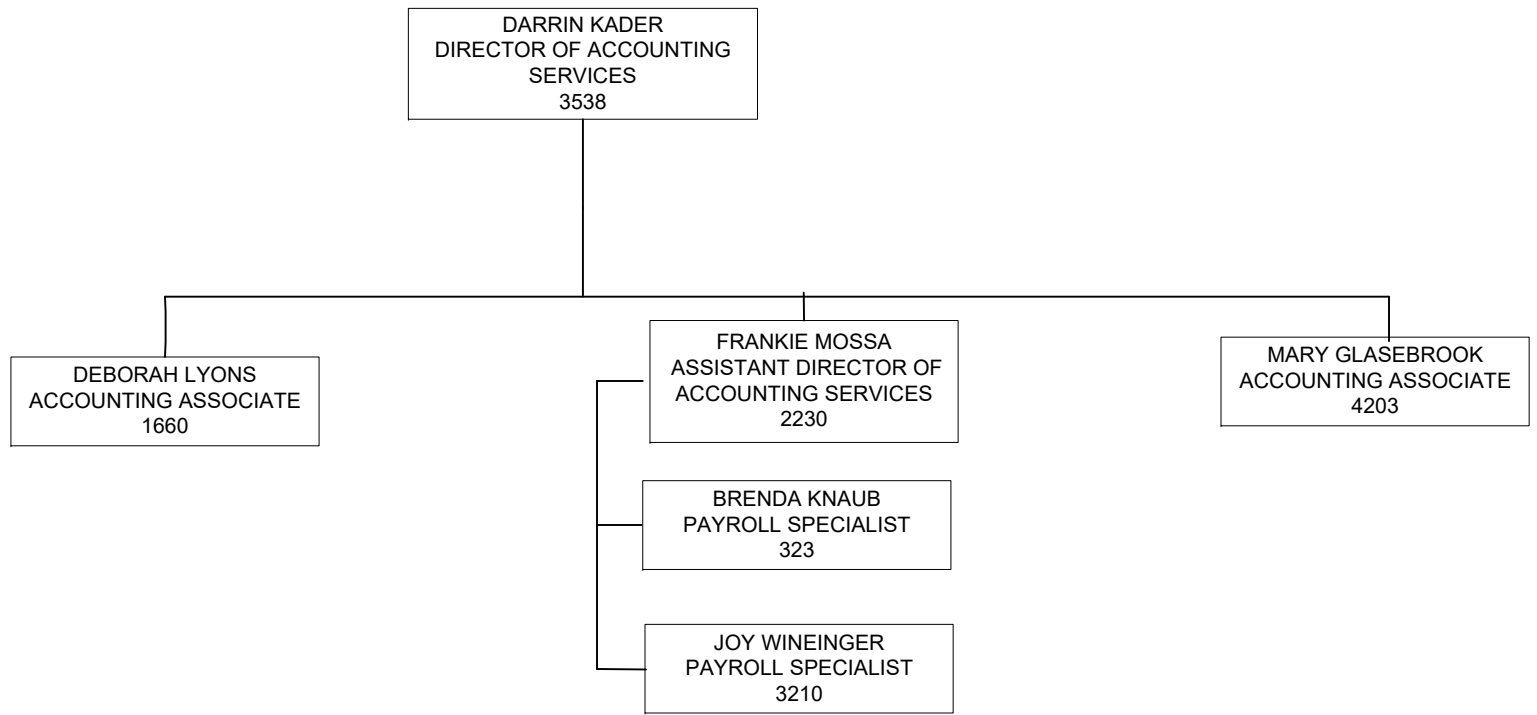 DARRIN KADER
DIRECTOR OF ACCOUNTING
SERVICES
3538
DEBORAH LYONS
ACCOUNTING ASSOCIATE
1660
FRANKIE MOSSA
ASSISTANT DIRECTOR OF
ACCOUNTING SERVICES
2230
MARY GLASEBROOK
ACCOUNTING ASSOCIATE
4203
BRENDA KNAUB
PAYROLL SPECIALIST
323
JOY WINEINGER
PAYROLL SPECIALIST
3210